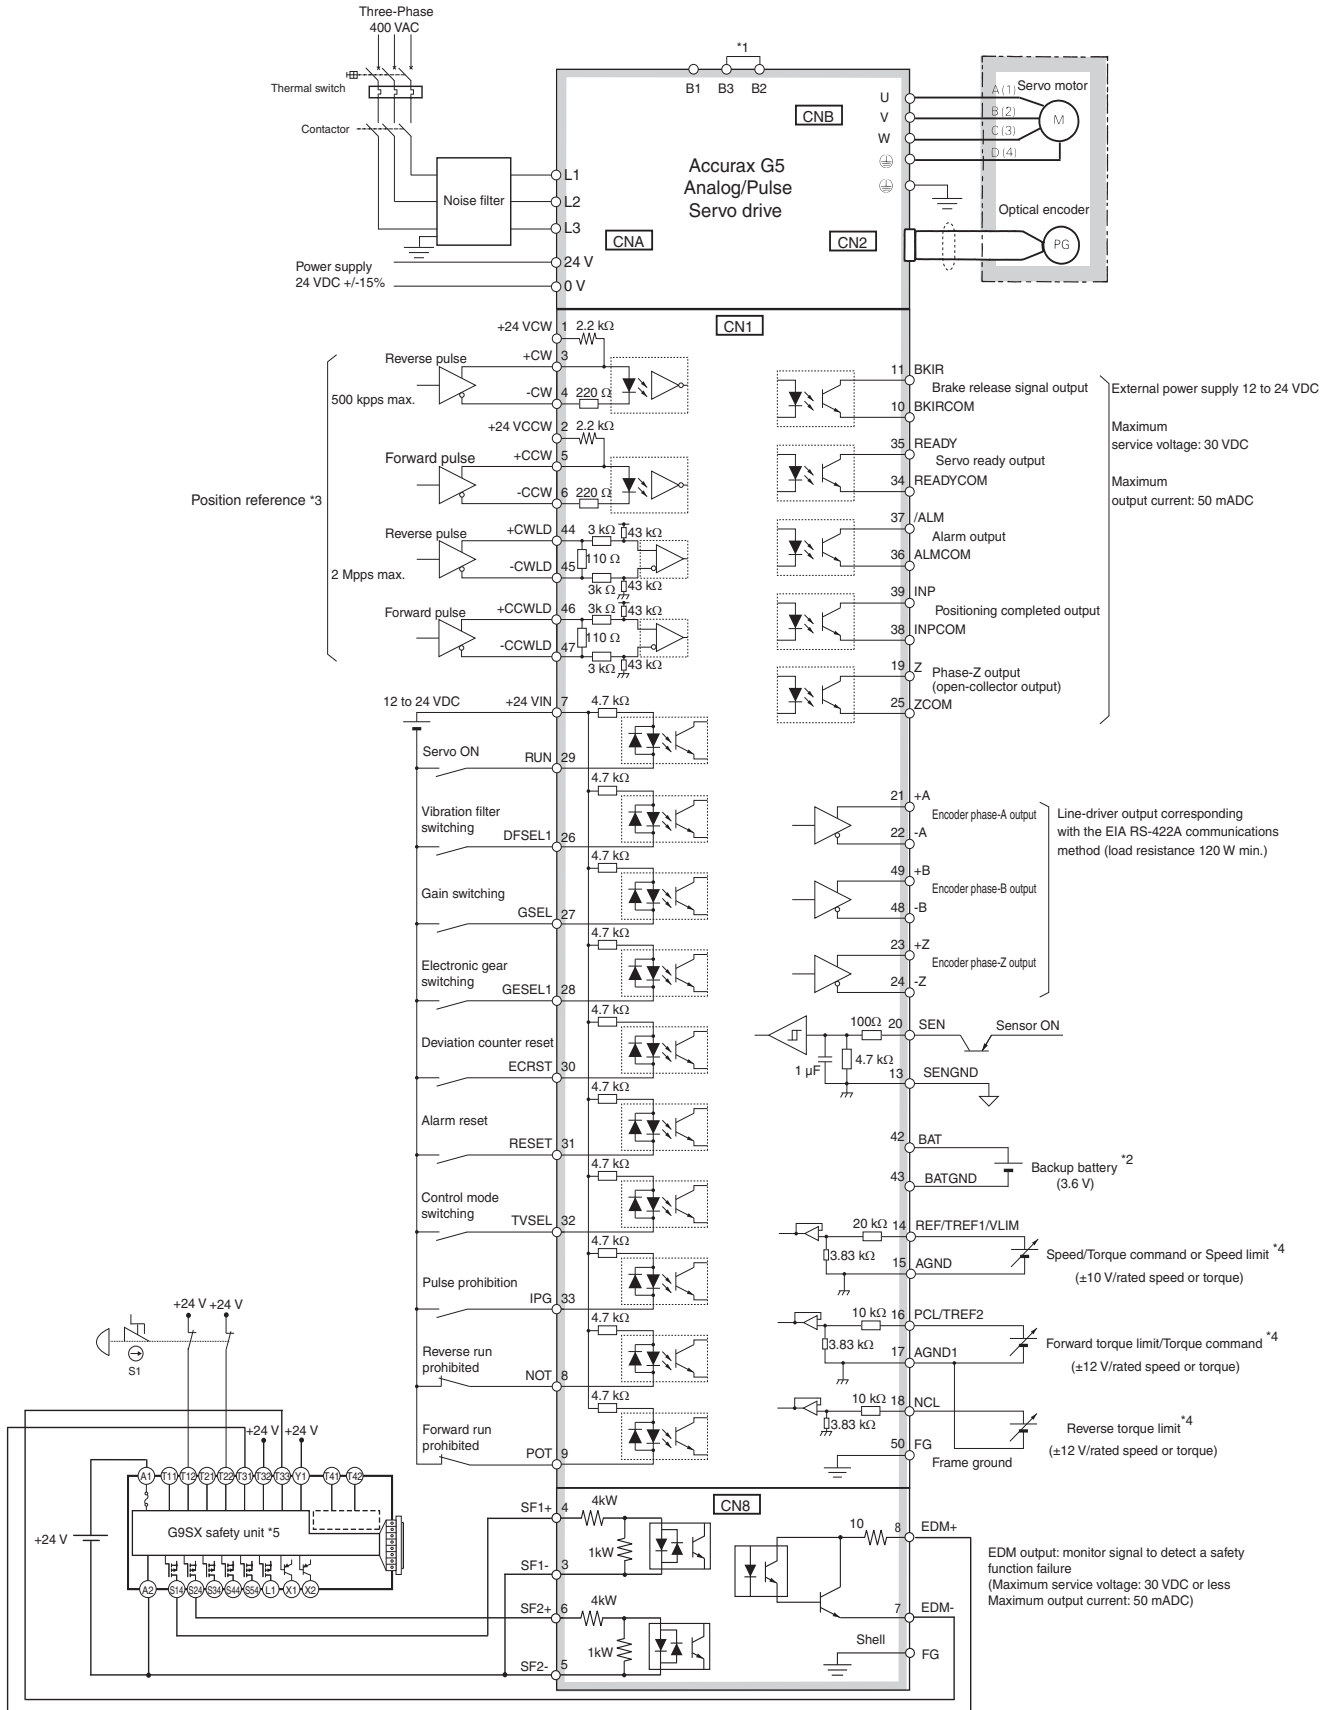 Three-Phase
400 VAC
Thermal switch
Contactor
Noise filter
L1
L2
L3
Power supply
24 VDC +/-15%
24 V
0 V
*1
B1 B3 B2
CNB
Accurax G5
Analog/Pulse
Servo drive
CNA
CN2
U
V
W
A (1)
B (2)
C (3)
D (4)
Servo motor
M
Optical encoder
PG
CN1
Position reference *3
500 kpps max.
2 Mpps max.
+24 VCW 1 2.2 kΩ
Reverse pulse
+CW 3
-CW 4 220 Ω
+24 VCCW 2 2.2 kΩ
Forward pulse
+CCW 5
-CCW 6 220 Ω
Reverse pulse
+CWLD 44 3 kΩ 43 kΩ
110 Ω
-CWLD 45
3k Ω 43 kΩ
Forward pulse
+CCWLD 46 3k Ω 43 kΩ
110 Ω
-CCWLD 47
3 kΩ 43 kΩ
12 to 24 VDC
+24 VIN 7 4.7 kΩ
Servo ON
RUN 29
4.7 kΩ
Vibration filter
switching
DFSEL1 26
4.7 kΩ
Gain switching
GSEL 27
4.7 kΩ
Electronic gear
switching
GESEL1 28
4.7 kΩ
Deviation counter reset
ECRST 30
4.7 kΩ
Alarm reset
RESET 31
4.7 kΩ
Control mode
switching
TVSEL 32
4.7 kΩ
Pulse prohibition
IPG 33
4.7 kΩ
Reverse run
prohibited
NOT 8
4.7 kΩ
Forward run
prohibited
POT 9
11 BKIR
Brake release signal output
10 BKIRCOM
35 READY
Servo ready output
34 READYCOM
37 /ALM
Alarm output
36 ALMCOM
39 INP
Positioning completed output
38 INPCOM
19 Z
Phase-Z output
(open-collector output)
25 ZCOM
External power supply 12 to 24 VDC
Maximum
service voltage: 30 VDC
Maximum
output current: 50 mADC
21 +A
Encoder phase-A output
22 -A
49 +B
Encoder phase-B output
48 -B
23 +Z
Encoder phase-Z output
24 -Z
Line-driver output corresponding
with the EIA RS-422A communications
method (load resistance 120 W min.)
100Ω 20 SEN
Sensor ON
1 µF
4.7 kΩ
13 SENGND
42 BAT
Backup battery *2
(3.6 V)
43 BATGND
20 kΩ 14 REF/TREF1/VLIM
3.83 kΩ
15 AGND
Speed/Torque command or Speed limit *4
(±10 V/rated speed or torque)
10 kΩ 16 PCL/TREF2
3.83 kΩ
17 AGND1
Forward torque limit/Torque command *4
(±12 V/rated speed or torque)
10 kΩ 18 NCL
3.83 kΩ
Reverse torque limit*4
(±12 V/rated speed or torque)
50 FG
Frame ground
+24 V +24 V
S1
+24 V +24 V
A1 T11 T12 T21 T22 T31 T32 T33 Y1 T41 T42
+24 V
G9SX safety unit *5
A2 S14 S24 S34 S44 S54 L1 X1 X2
CN8
SF1+ 4 4kW
1kW
SF1- 3
SF2+ 6 4kW
1kW
SF2- 5
10 8 EDM+
7 EDM-
Shell
FG
EDM output: monitor signal to detect a safety
function failure
(Maximum service voltage: 30 VDC or less
Maximum output current: 50 mADC)